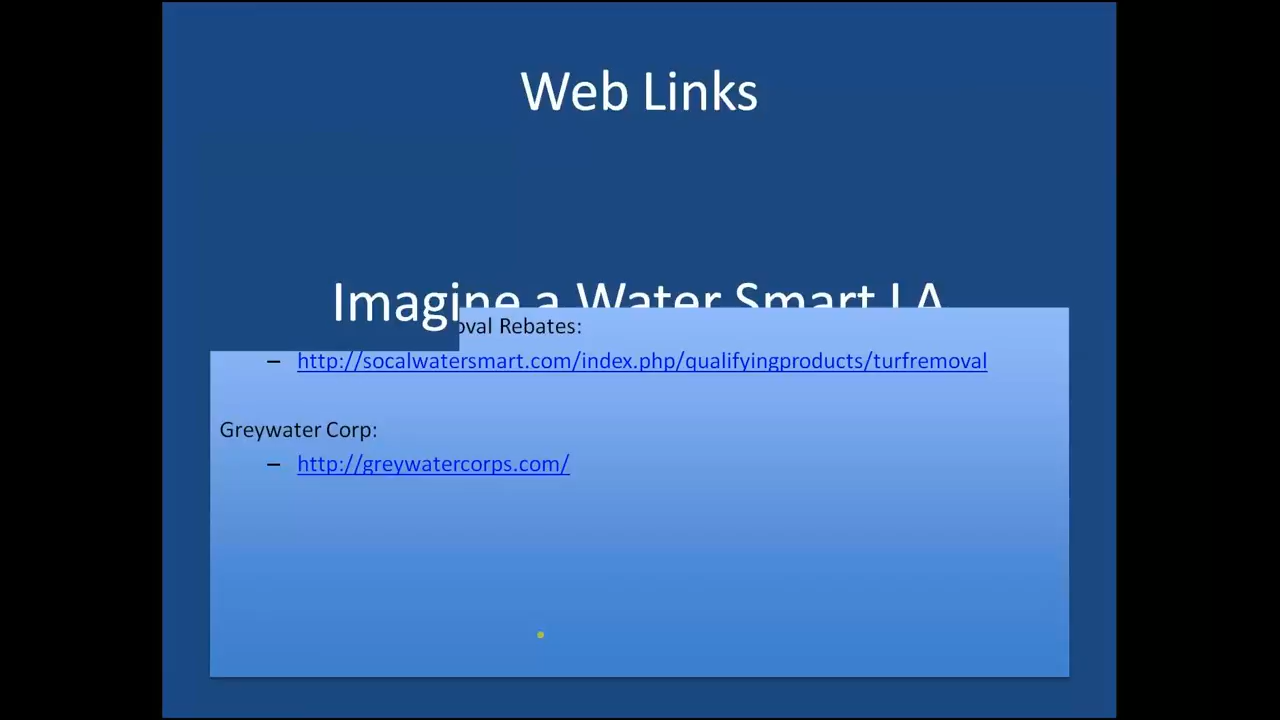 Web Links
Imagine a Water Smart LA
Rebates:
– http://socalwatersmart.com/index.php/qualifyingproducts/turfremoval
Greywater Corp:
– http://greywatercorps.com/